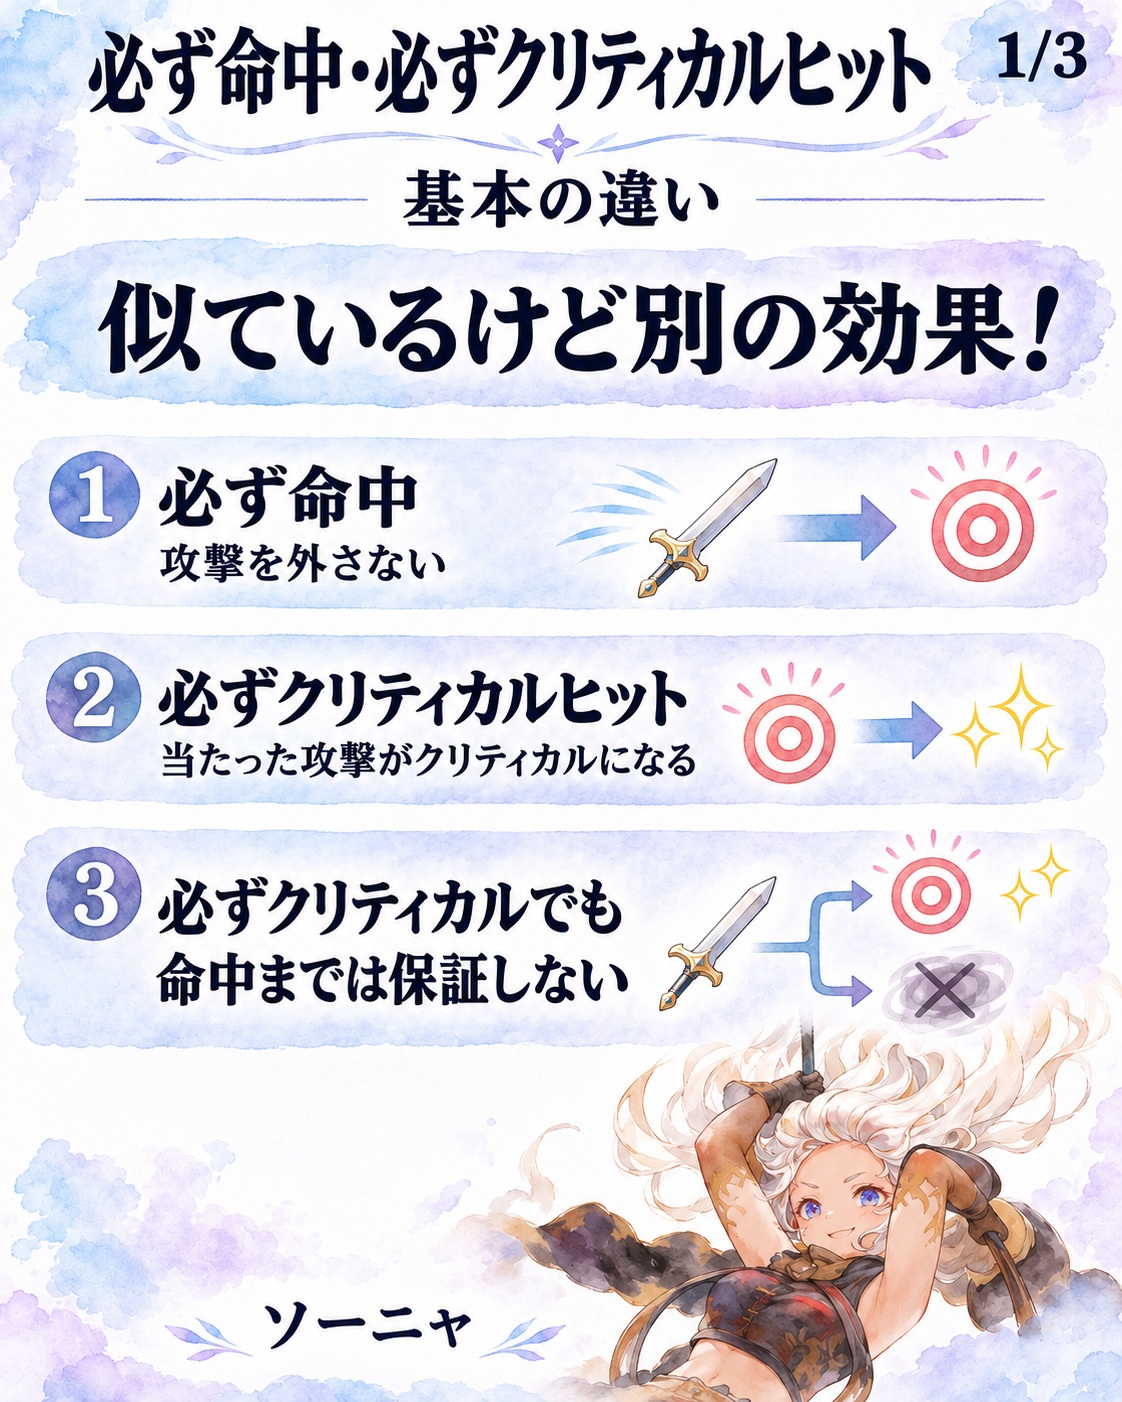 必ず命中・必ずクリティカルヒット
1/3
基本の違い
似ているけど別の効果！
1 必ず命中
攻撃を外さない
2 必ずクリティカルヒット
当たった攻撃がクリティカルになる
3 必ずクリティカルでも
命中までは保証しない
ソーニャ